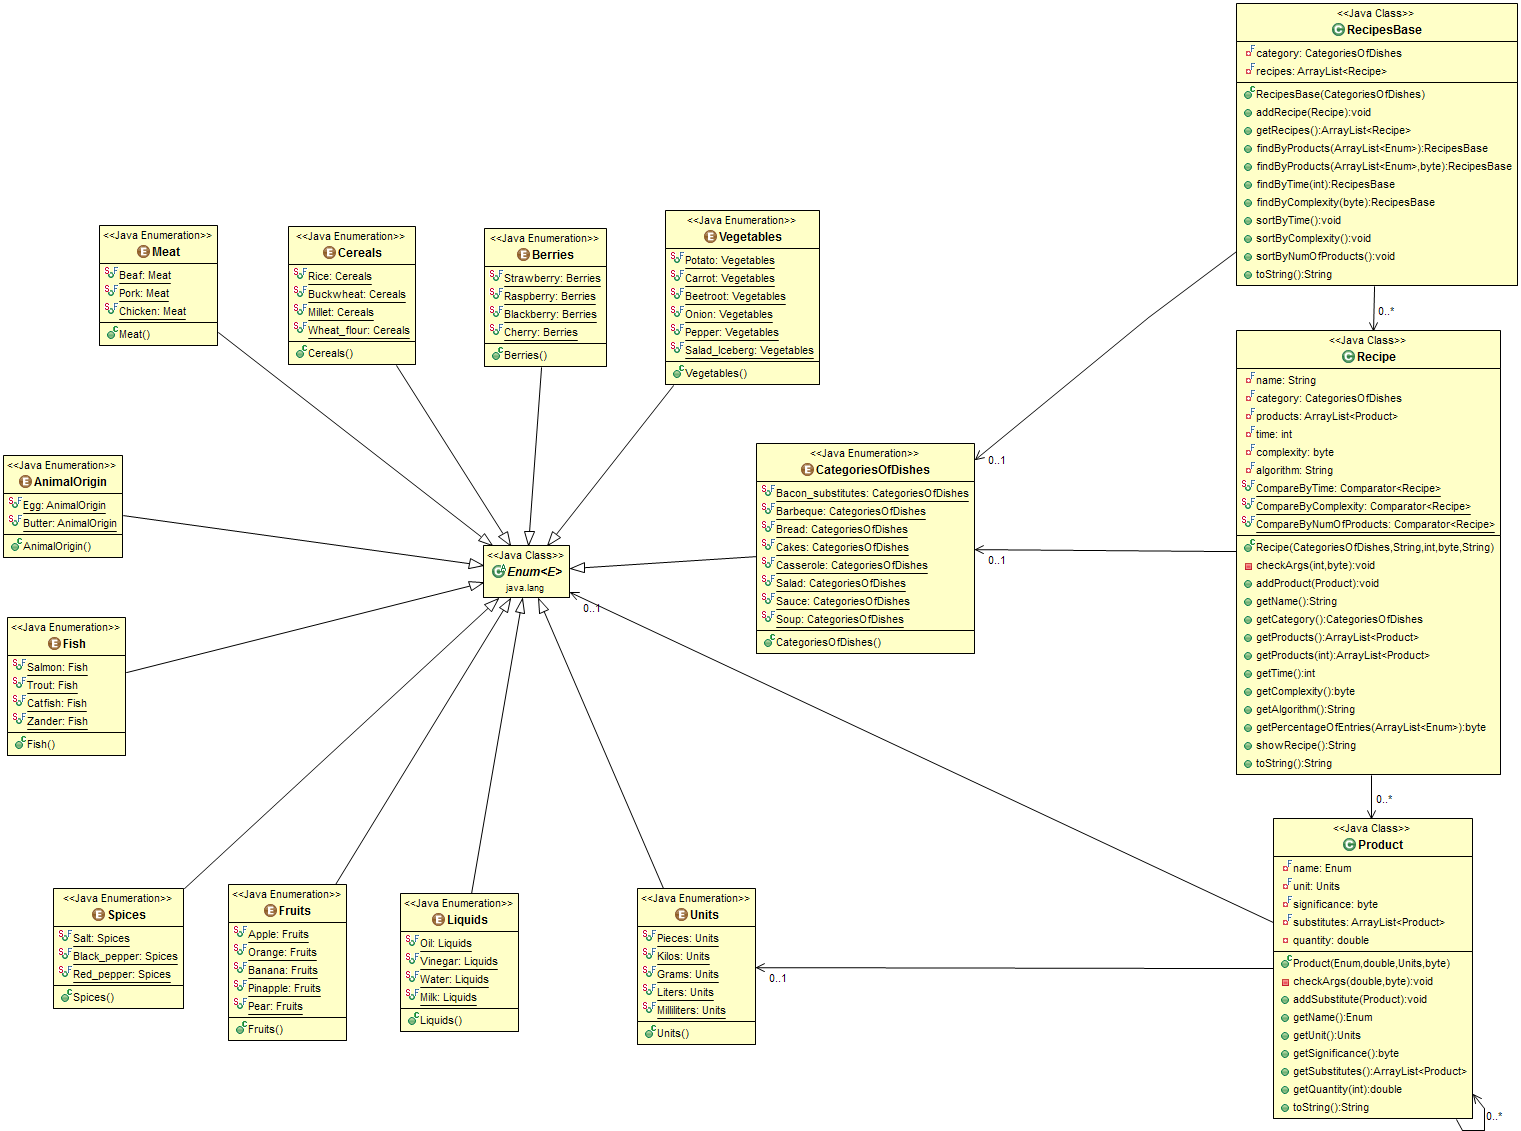 <<Java Class>>
RecipesBase
category: CategoriesOfDishes
recipes: ArrayList<Recipe>
RecipesBase(CategoriesOfDishes)
addRecipe(Recipe):void
getRecipes():ArrayList<Recipe>
findByProducts(ArrayList<Enum>):RecipesBase
findByProducts(ArrayList<Enum>,byte):RecipesBase
findByTime(int):RecipesBase
findByComplexity(byte):RecipesBase
sortByTime():void
sortByComplexity():void
sortByNumOfProducts():void
toString():String
<<Java Enumeration>>
Meat
Beaf: Meat
Pork: Meat
Chicken: Meat
Meat()
<<Java Enumeration>>
Cereals
Rice: Cereals
Buckwheat: Cereals
Millet: Cereals
Wheat_flour: Cereals
Cereals()
<<Java Enumeration>>
Berries
Strawberry: Berries
Raspberry: Berries
Blackberry: Berries
Cherry: Berries
Berries()
<<Java Enumeration>>
Vegetables
Potato: Vegetables
Carrot: Vegetables
Beetroot: Vegetables
Onion: Vegetables
Pepper: Vegetables
Salad_Iceberg: Vegetables
Vegetables()
0..*
<<Java Class>>
Recipe
name: String
category: CategoriesOfDishes
products: ArrayList<Product>
time: int
complexity: byte
algorithm: String
CompareByTime: Comparator<Recipe>
CompareByComplexity: Comparator<Recipe>
CompareByNumOfProducts: Comparator<Recipe>
Recipe(CategoriesOfDishes,String,int,byte,String)
checkArgs(int,byte):void
addProduct(Product):void
getName():String
getCategory():CategoriesOfDishes
getProducts():ArrayList<Product>
getProducts(int):ArrayList<Product>
getTime():int
getComplexity():byte
getAlgorithm():String
getPercentageOfEntries(ArrayList<Enum>):byte
showRecipe():String
toString():String
<<Java Enumeration>>
AnimalOrigin
Egg: AnimalOrigin
Butter: AnimalOrigin
AnimalOrigin()
<<Java Class>>
Enum<E>
java.lang
0..1
<<Java Enumeration>>
CategoriesOfDishes
Bacon_substitutes: CategoriesOfDishes
Barbeque: CategoriesOfDishes
Bread: CategoriesOfDishes
Cakes: CategoriesOfDishes
Casserole: CategoriesOfDishes
Salad: CategoriesOfDishes
Sauce: CategoriesOfDishes
Soup: CategoriesOfDishes
CategoriesOfDishes()
0..1
0..1
<<Java Enumeration>>
Fish
Salmon: Fish
Trout: Fish
Catfish: Fish
Zander: Fish
Fish()
0..*
<<Java Class>>
Product
name: Enum
unit: Units
significance: byte
substitutes: ArrayList<Product>
quantity: double
Product(Enum,double,Units,byte)
checkArgs(double,byte):void
addSubstitute(Product):void
getName():Enum
getUnit():Units
getSignificance():byte
getSubstitutes():ArrayList<Product>
getQuantity(int):double
toString():String
0..*
<<Java Enumeration>>
Spices
Salt: Spices
Black_pepper: Spices
Red_pepper: Spices
Spices()
<<Java Enumeration>>
Fruits
Apple: Fruits
Orange: Fruits
Banana: Fruits
Pinapple: Fruits
Pear: Fruits
Fruits()
<<Java Enumeration>>
Liquids
Oil: Liquids
Vinegar: Liquids
Water: Liquids
Milk: Liquids
Liquids()
<<Java Enumeration>>
Units
Pieces: Units
Kilos: Units
Grams: Units
Liters: Units
Milliliters: Units
Units()
0..1